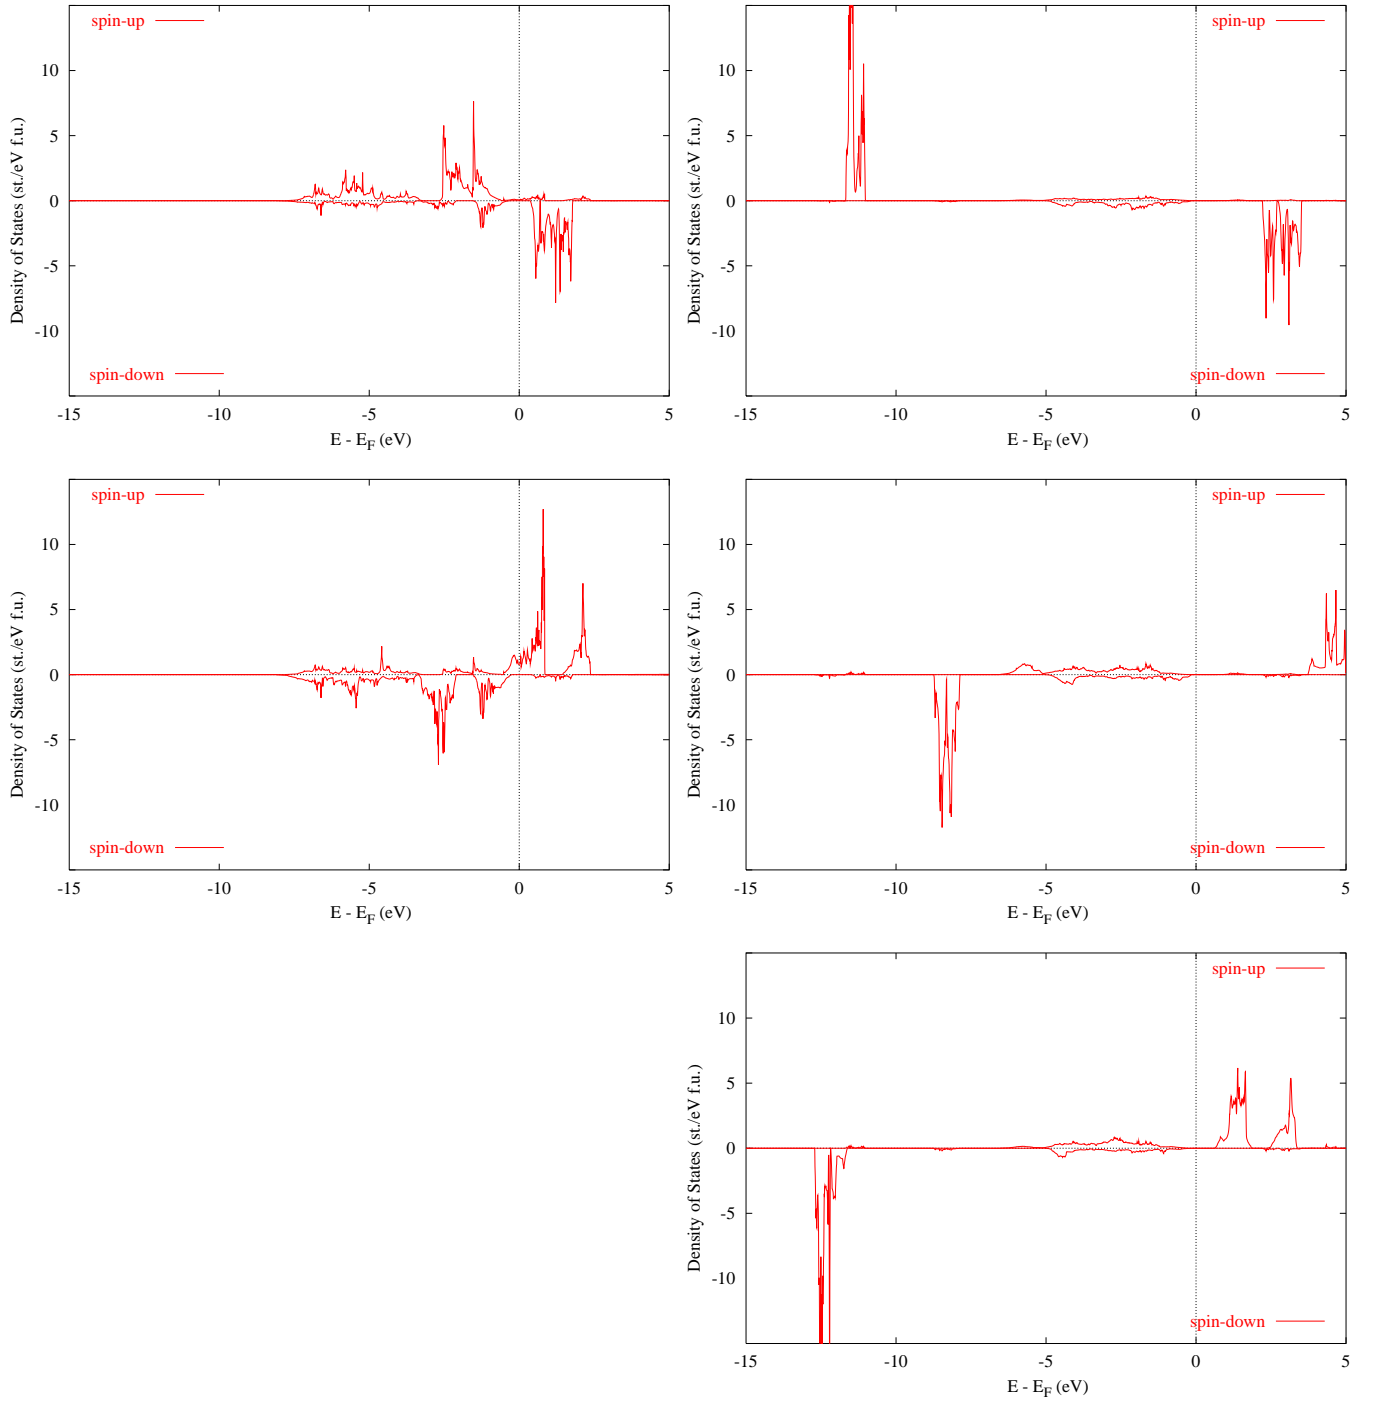 spin-up
10
5
0
-5
-10
spin-down
-15 -10 -5 0 5
E - E_F (eV)
Density of States (st./eV f.u.)
spin-up
10
5
0
-5
-10
spin-down
-15 -10 -5 0 5
E - E_F (eV)
Density of States (st./eV f.u.)
spin-up
10
5
0
-5
-10
spin-down
-15 -10 -5 0 5
E - E_F (eV)
Density of States (st./eV f.u.)
spin-up
10
5
0
-5
-10
spin-down
-15 -10 -5 0 5
E - E_F (eV)
Density of States (st./eV f.u.)
spin-up
10
5
0
-5
-10
spin-down
-15 -10 -5 0 5
E - E_F (eV)
Density of States (st./eV f.u.)